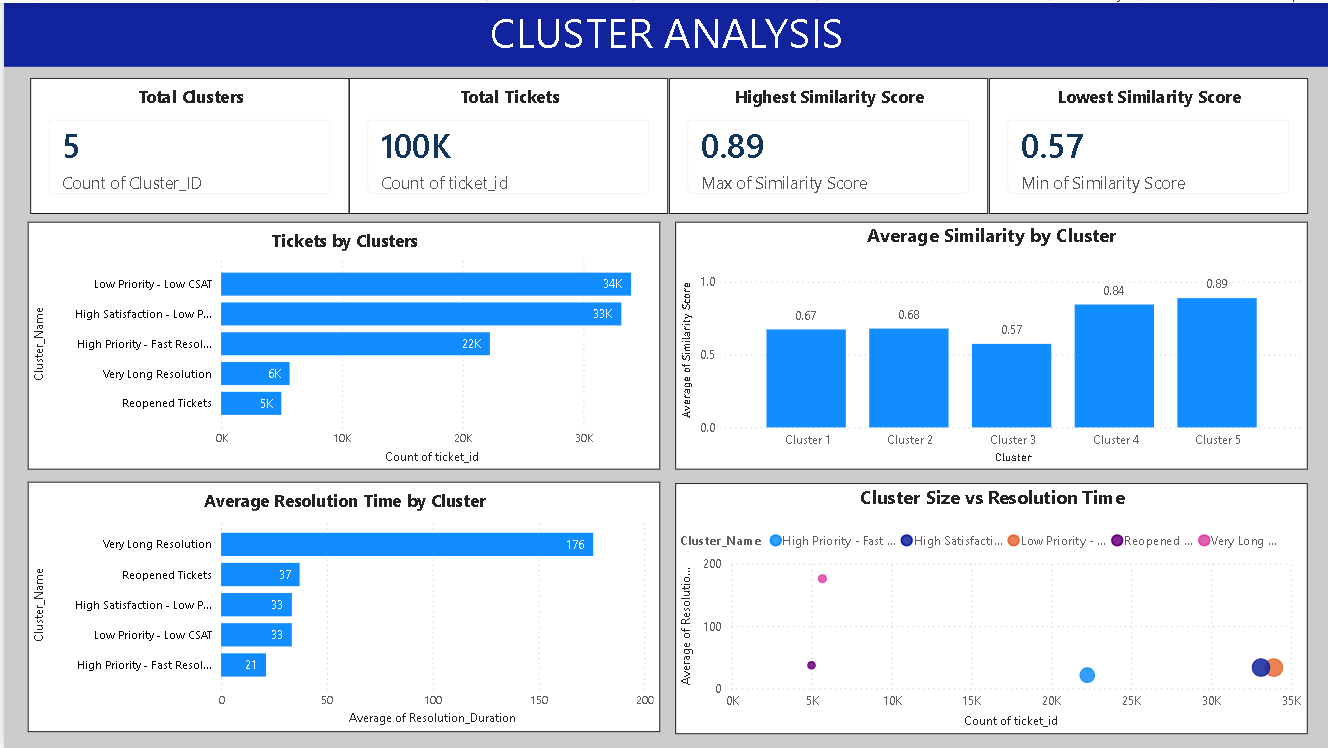 CLUSTER ANALYSIS
Total Clusters
5
Count of Cluster_ID
Total Tickets
100K
Count of ticket_id
Highest Similarity Score
0.89
Max of Similarity Score
Lowest Similarity Score
0.57
Min of Similarity Score
Tickets by Clusters
Cluster_Name
Low Priority - Low CSAT
34K
High Satisfaction - Low P...
33K
High Priority - Fast Resol...
22K
Very Long Resolution
6K
Reopened Tickets
5K
0K 10K 20K 30K
Count of ticket_id
Average Similarity by Cluster
Average of Similarity Score
1.0
0.5
0.0
0.67
0.68
0.57
0.84
0.89
Cluster 1 Cluster 2 Cluster 3 Cluster 4 Cluster 5
Cluster
Average Resolution Time by Cluster
Cluster_Name
Very Long Resolution
176
Reopened Tickets
37
High Satisfaction - Low P...
33
Low Priority - Low CSAT
33
High Priority - Fast Resol...
21
0 50 100 150 200
Average of Resolution_Duration
Cluster Size vs Resolution Time
Cluster_Name High Priority - Fast ... High Satisfacti... Low Priority - ... Reopened ... Very Long ...
Average of Resolutio...
200
100
0
0K 5K 10K 15K 20K 25K 30K 35K
Count of ticket_id